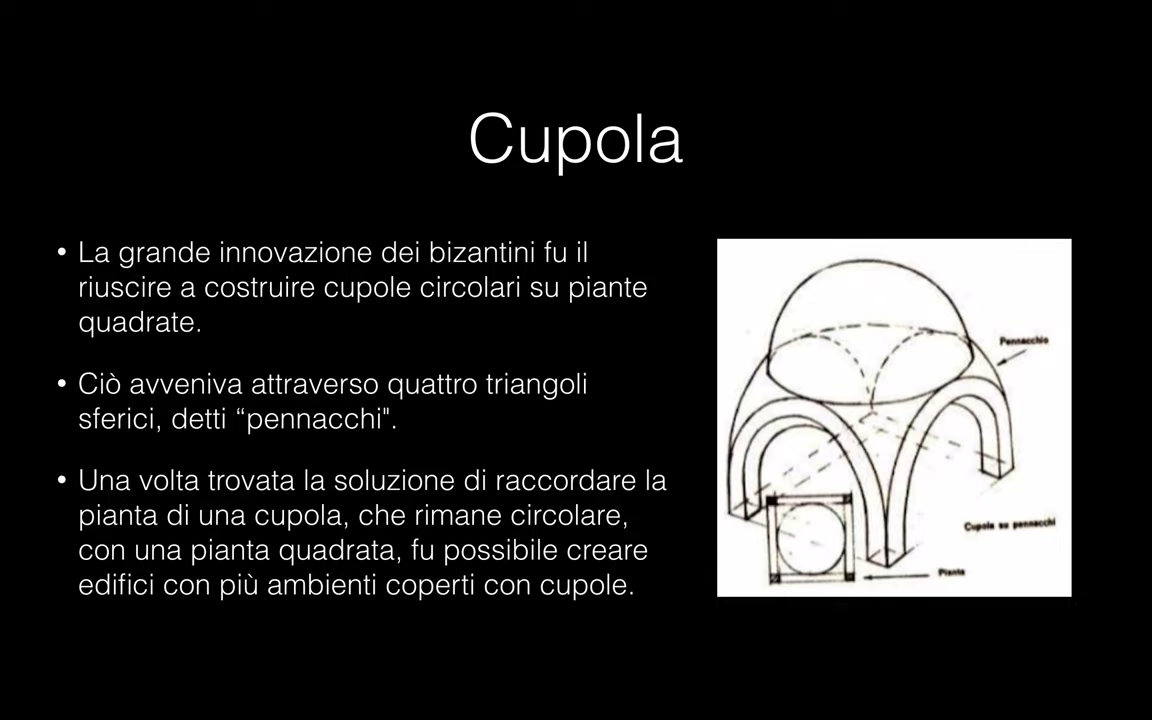 Cupola
• La grande innovazione dei bizantini fu il
riuscire a costruire cupole circolari su piante
quadrate.
• Ciò avveniva attraverso quattro triangoli
sferici, detti “pennacchi".
• Una volta trovata la soluzione di raccordare la
pianta di una cupola, che rimane circolare,
con una pianta quadrata, fu possibile creare
edifici con più ambienti coperti con cupole.
Pennacchio
Cupola su pennacchi
Pianta